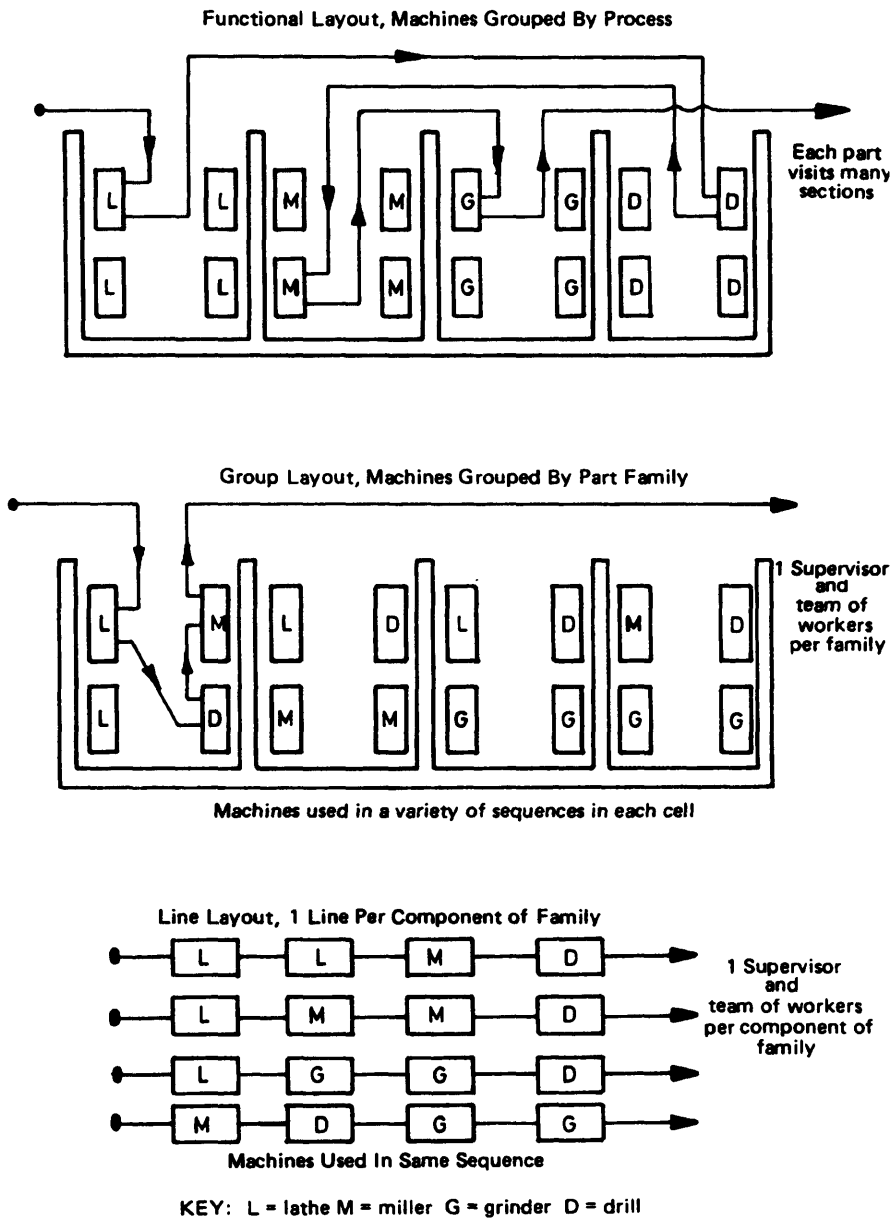 Functional Layout, Machines Grouped By Process
Each part
visits many
sections
L L M M G G D D
L L M M G G D D
Group Layout, Machines Grouped By Part Family
1 Supervisor
and
team of
workers
per family
L M L D L D M D
L D M M G G G G
Machines used in a variety of sequences in each cell
Line Layout, 1 Line Per Component of Family
L L M D
L M M D
L G G D
M D G G
1 Supervisor
and
team of workers
per component of
family
Machines Used In Same Sequence
KEY: L = lathe M = miller G = grinder D = drill